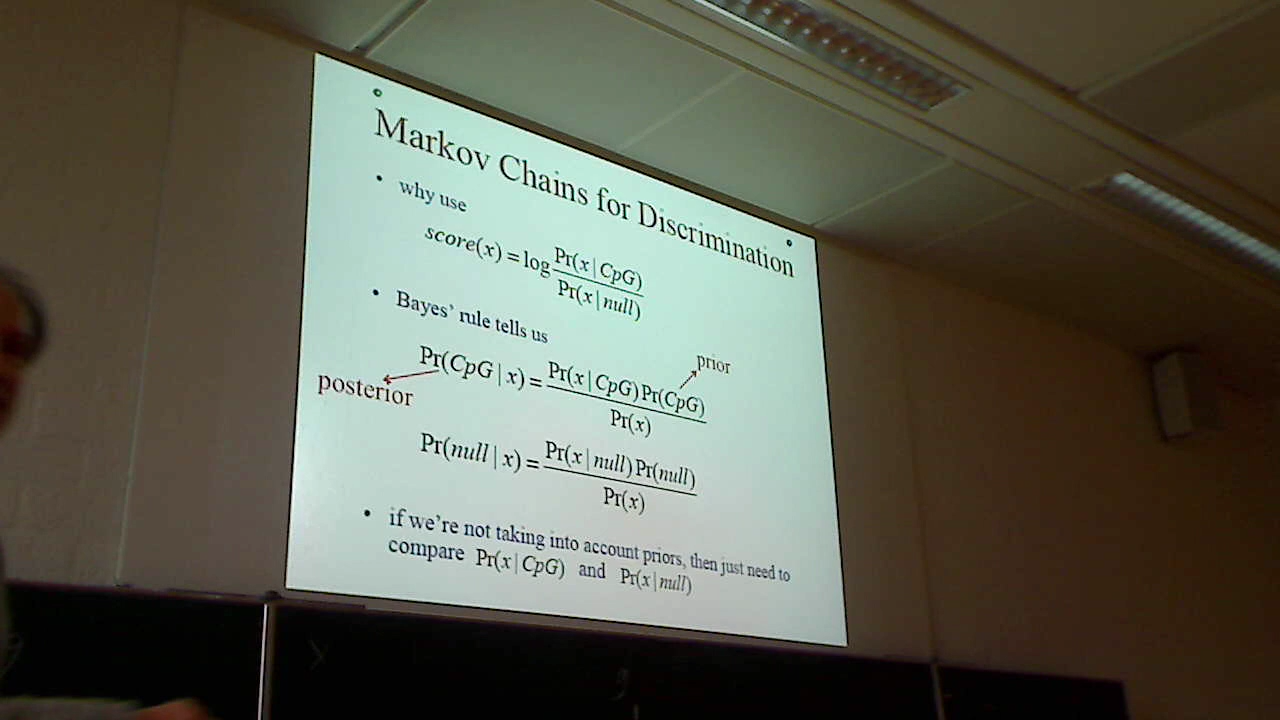 Markov Chains for Discrimination
• why use
score(x) = log Pr(x | CpG) / Pr(x | null)
• Bayes' rule tells us
prior
Pr(CpG | x) = Pr(x | CpG) Pr(CpG) / Pr(x)
posterior
Pr(null | x) = Pr(x | null) Pr(null) / Pr(x)
• if we're not taking into account priors, then just need to
compare Pr(x | CpG) and Pr(x | null)